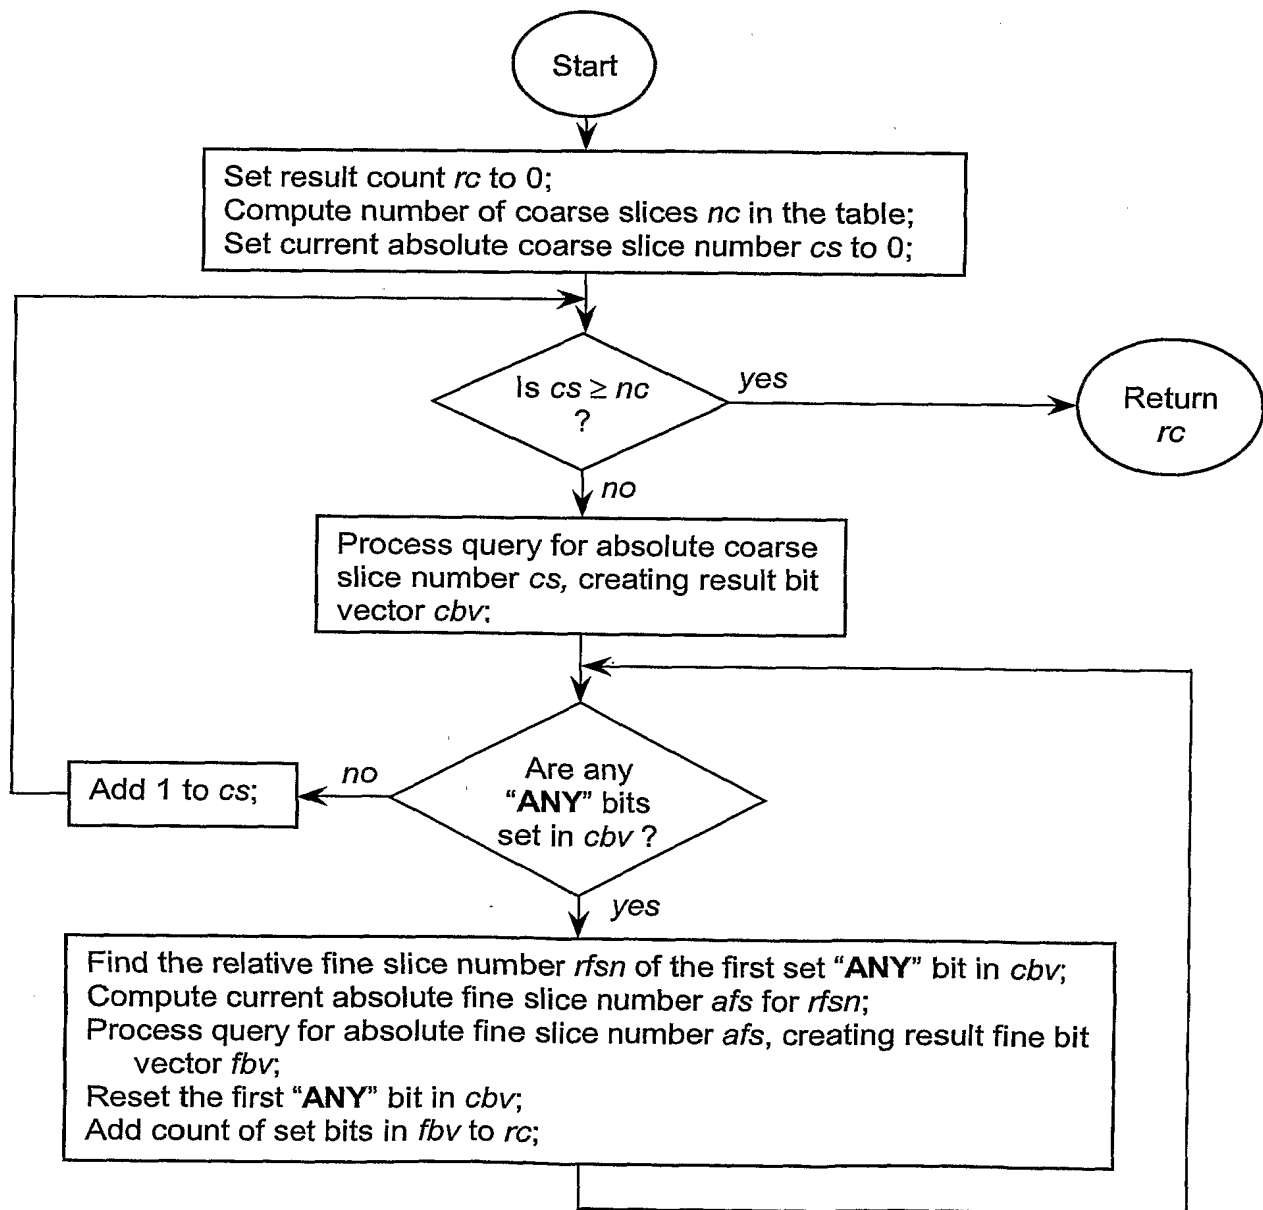 Start
Set result count rc to 0;
Compute number of coarse slices nc in the table;
Set current absolute coarse slice number cs to 0;
Is cs ≥ nc
?
yes
Return
rc
no
Process query for absolute coarse
slice number cs, creating result bit
vector cbv;
Add 1 to cs;
no
Are any
“ANY” bits
set in cbv ?
yes
Find the relative fine slice number rfsn of the first set “ANY” bit in cbv;
Compute current absolute fine slice number afs for rfsn;
Process query for absolute fine slice number afs, creating result fine bit
vector fbv;
Reset the first “ANY” bit in cbv;
Add count of set bits in fbv to rc;